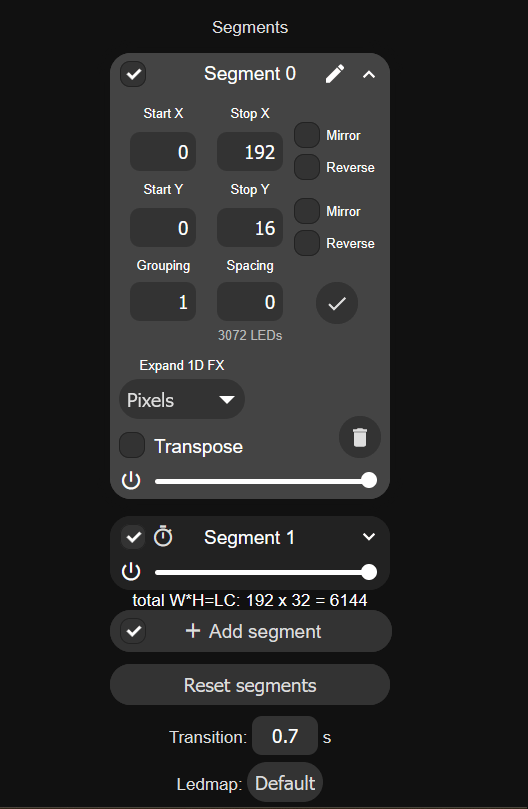 Segments
Segment 0
Start X Stop X
0 192
Mirror
Reverse
Start Y Stop Y
0 16
Mirror
Reverse
Grouping Spacing
1 0
3072 LEDs
Expand 1D FX
Pixels
Transpose
Segment 1
total W*H=LC: 192 x 32 = 6144
+ Add segment
Reset segments
Transition: 0.7 s
Ledmap: Default